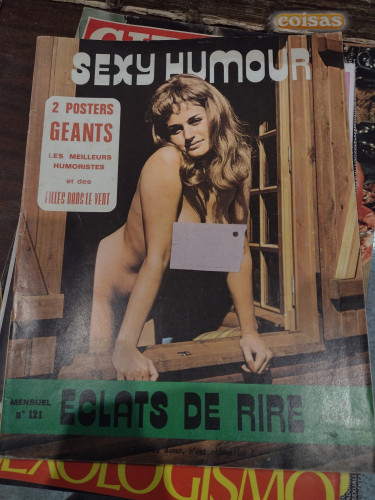 coisas
SEXY HUMOUR
2 POSTERS
GEANTS
LES MEILLEURS
HUMORISTES
et des
FILLES DANS LE VENT
MENSUEL
n° 121
ECLATS DE RIRE
EXOLOGISMO